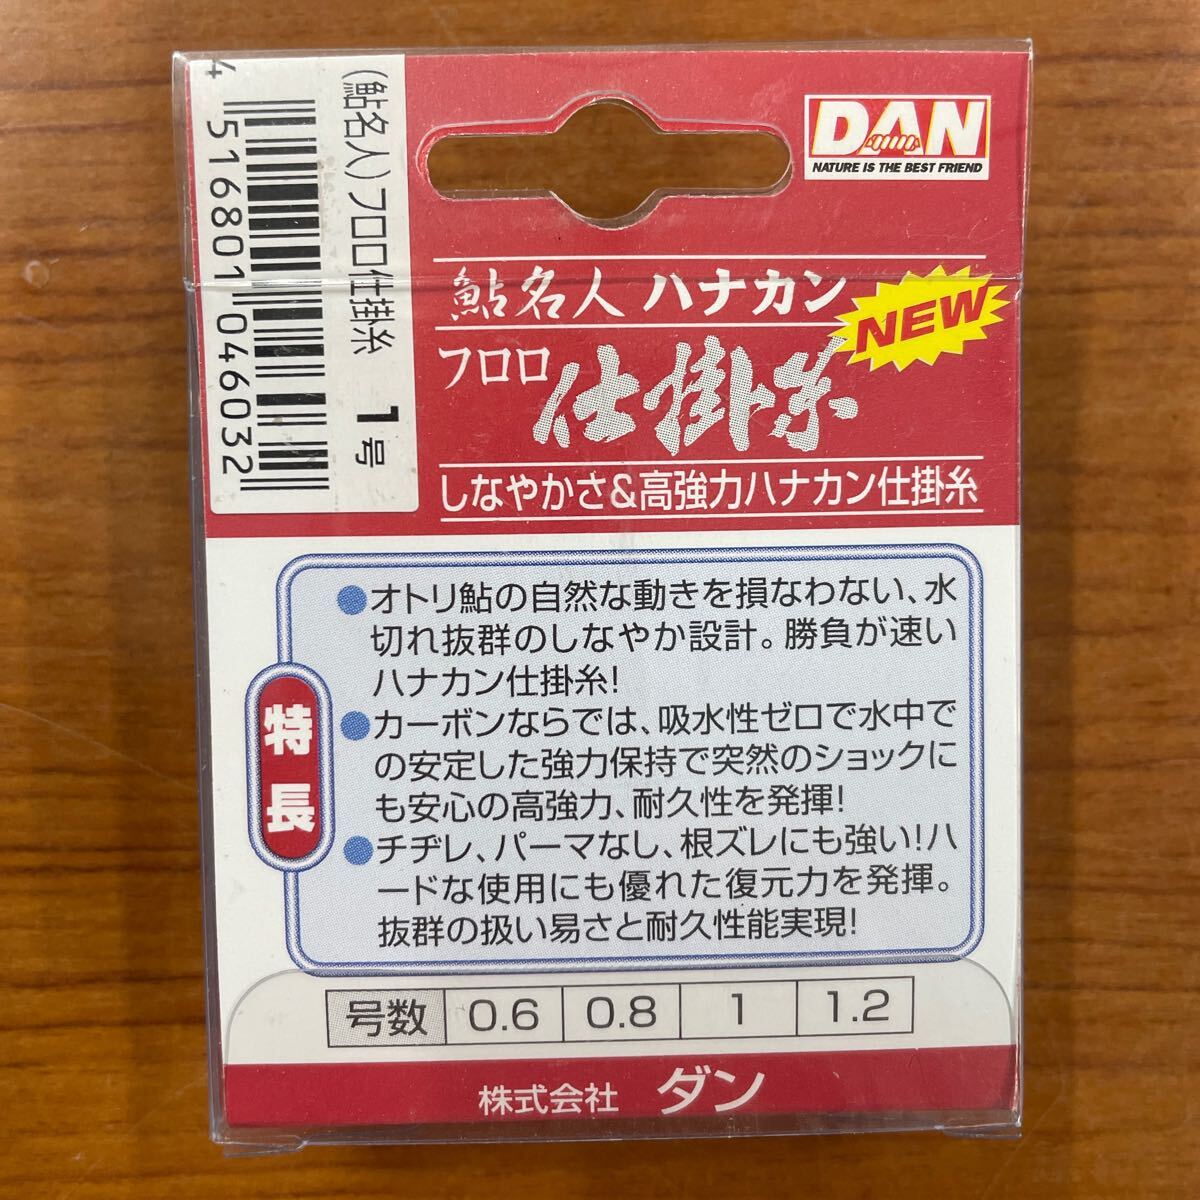 (鮎名人)フロロ仕掛糸 1号
4 516801 046032
DAN
NATURE IS THE BEST FRIEND
鮎名人 ハナカン
NEW
フロロ 仕掛糸
しなやかさ&高強力ハナカン仕掛糸
特長
●オトリ鮎の自然な動きを損なわない、水
切れ抜群のしなやか設計。勝負が速い
ハナカン仕掛糸!
●カーボンならでは、吸水性ゼロで水中で
の安定した強力保持で突然のショックに
も安心の高強力、耐久性を発揮!
●チヂレ、パーマなし、根ズレにも強い!ハ
ードな使用にも優れた復元力を発揮。
抜群の扱い易さと耐久性能実現!
号数 0.6 0.8 1 1.2
株式会社 ダン